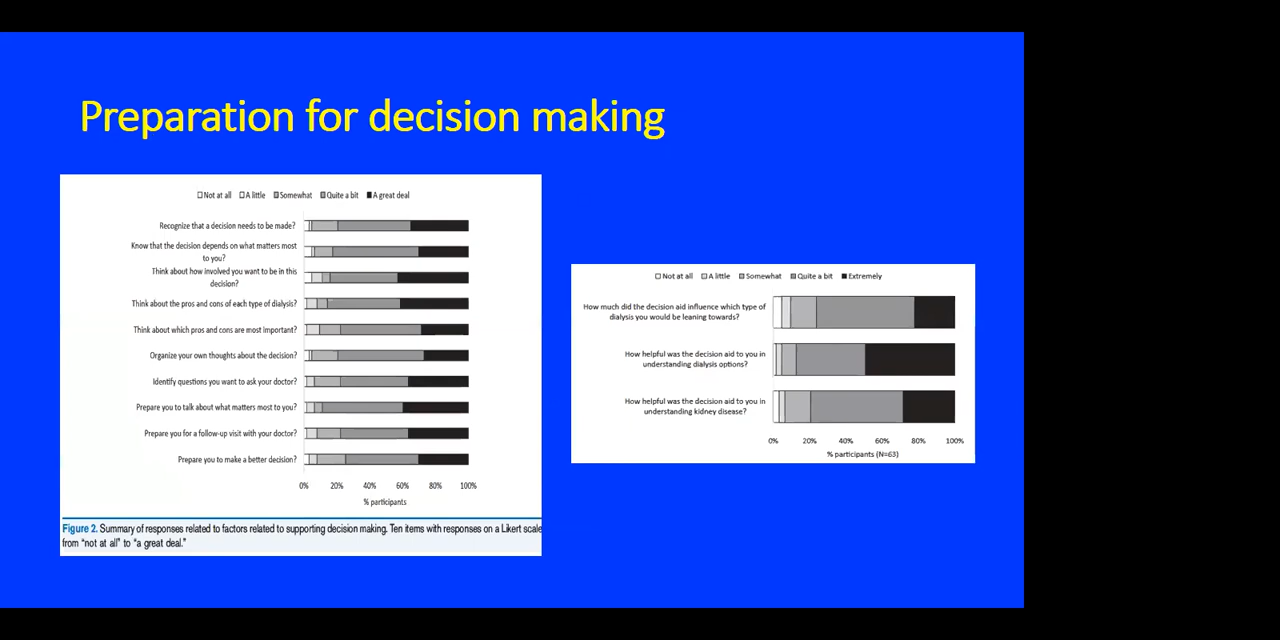 Preparation for decision making
Not at all A little Somewhat Quite a bit A great deal
Recognize that a decision needs to be made?
Know that the decision depends on what matters most
to you?
Think about how involved you want to be in this
decision?
Think about the pros and cons of each type of dialysis?
Think about which pros and cons are most important?
Organize your own thoughts about the decision?
Identify questions you want to ask your doctor?
Prepare you to talk about what matters most to you?
Prepare you for a follow-up visit with your doctor?
Prepare you to make a better decision?
0% 20% 40% 60% 80% 100%
% participants
Figure 2. Summary of responses related to factors related to supporting decision making. Ten items with responses on a Likert scale
from “not at all” to “a great deal.”
Not at all A little Somewhat Quite a bit Extremely
How much did the decision aid influence which type of
dialysis you would be leaning towards?
How helpful was the decision aid to you in
understanding dialysis options?
How helpful was the decision aid to you in
understanding kidney disease?
0% 20% 40% 60% 80% 100%
% participants (N=63)